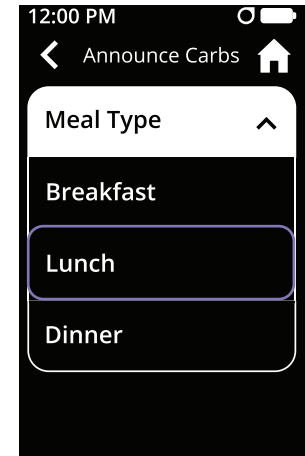 12:00 PM
Announce Carbs
Meal Type
Breakfast
Lunch
Dinner